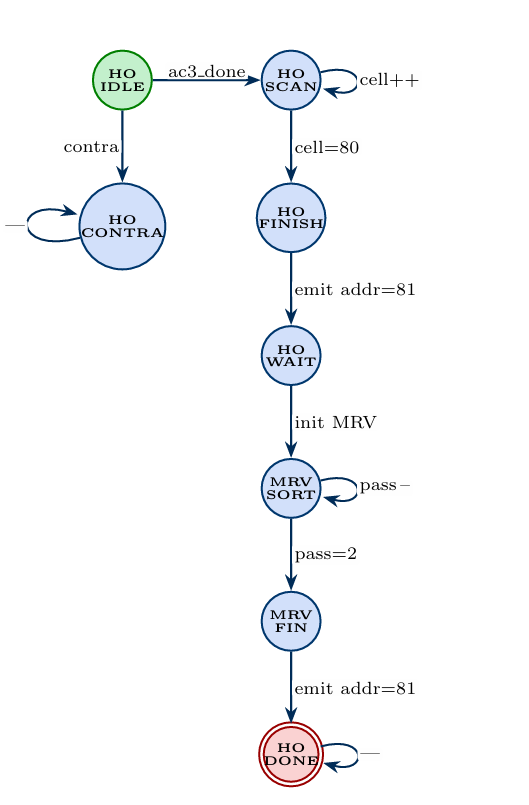 HO
IDLE
ac3_done
HO
SCAN
cell++
contra
cell=80
—
HO
CONTRA
HO
FINISH
emit addr=81
HO
WAIT
init MRV
MRV
SORT
pass–
pass=2
MRV
FIN
emit addr=81
HO
DONE
—